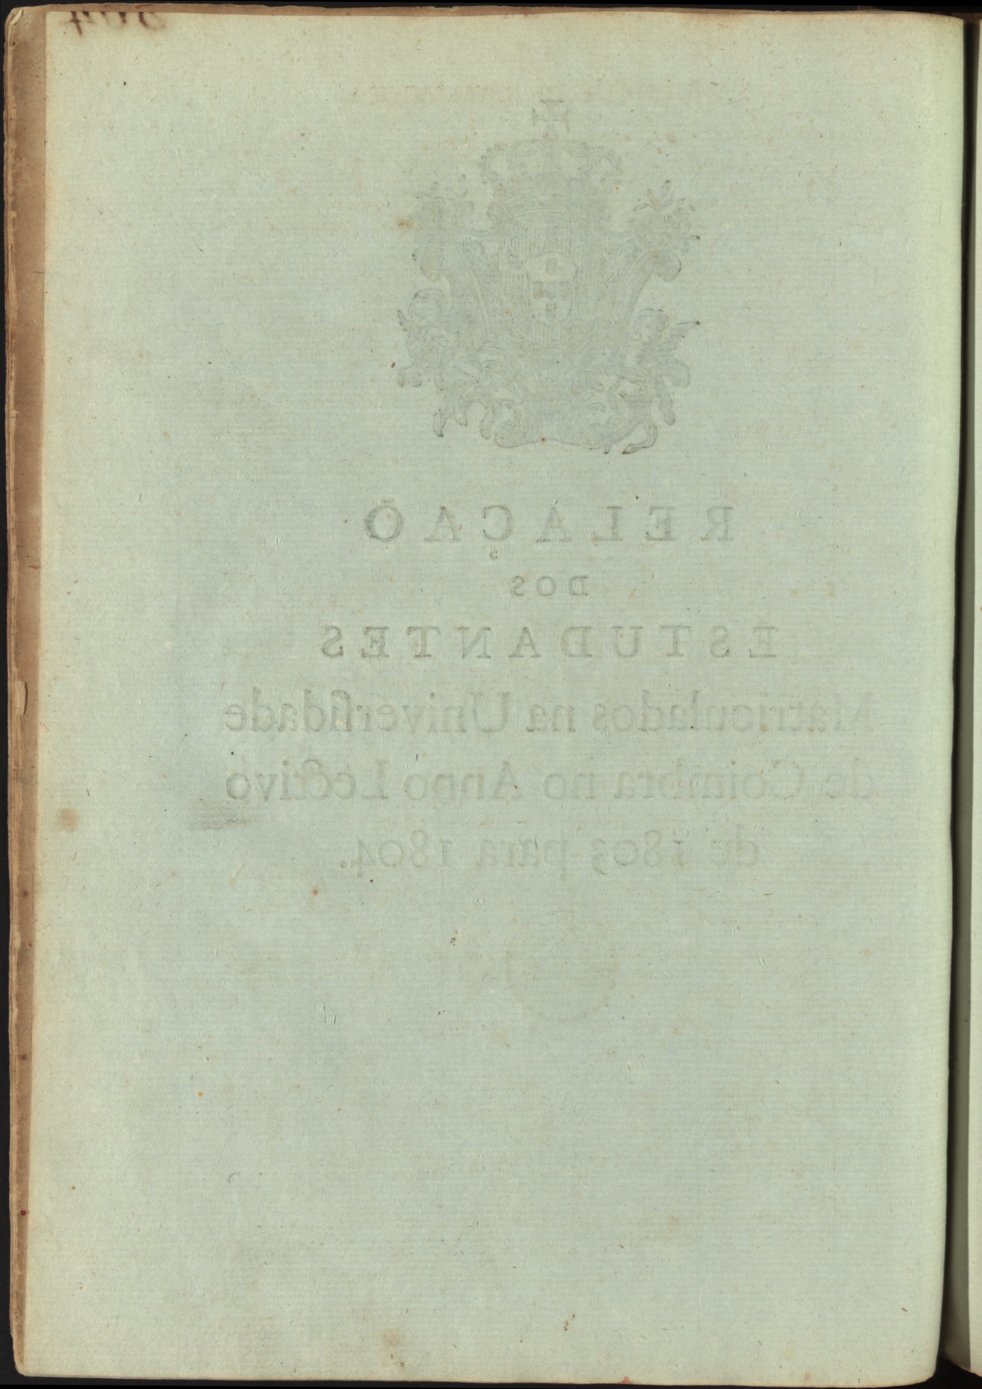 RELAÇAÕ
DOS
ESTUDANTES
Matriculados na Univerſidade
de Coimbra no Anno Lectivo
de 1803 para 1804.